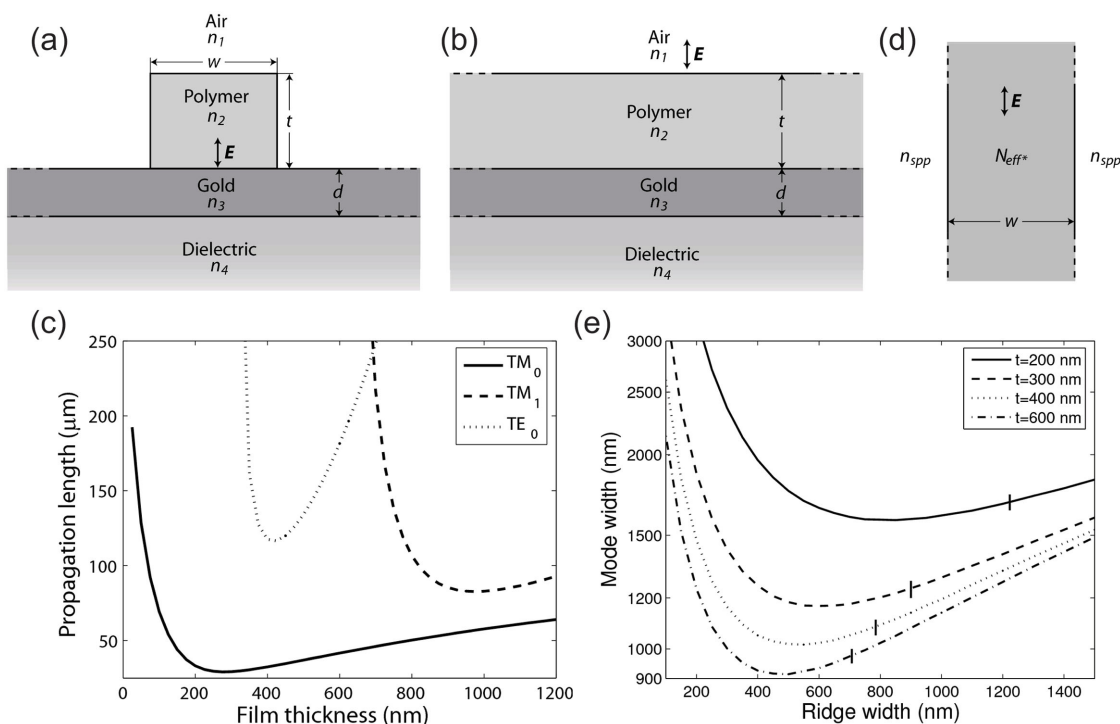 (a)
Air
n1
w
Polymer
n2
t
E
Gold
n3
d
Dielectric
n4
(b)
Air
n1
E
Polymer
n2
t
Gold
n3
d
Dielectric
n4
(d)
E
nspp
Neff*
nspp
w
(c)
Propagation length (μm)
250
200
150
100
50
0 200 400 600 800 1000 1200
Film thickness (nm)
TM0
TM1
TE0
(e)
Mode width (nm)
3000
2500
2000
1500
1200
1000
900
200 400 600 800 1000 1200 1400
Ridge width (nm)
t=200 nm
t=300 nm
t=400 nm
t=600 nm